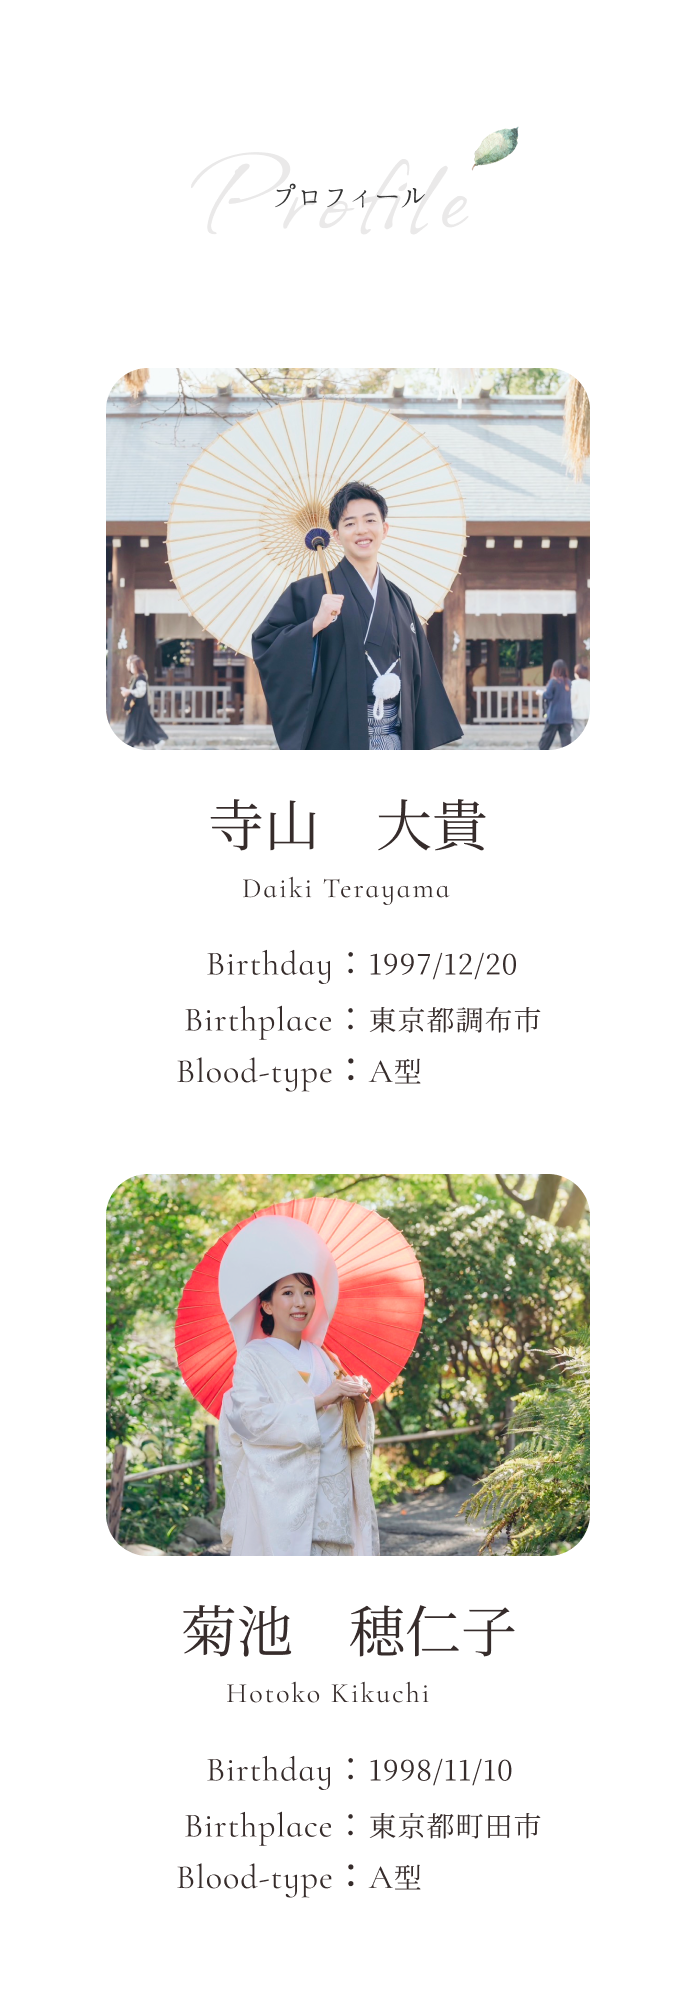 Profile
プロフィール
寺山　大貴
Daiki Terayama
Birthday：1997/12/20
Birthplace：東京都調布市
Blood-type：A型
菊池　穂仁子
Hotoko Kikuchi
Birthday：1998/11/10
Birthplace：東京都町田市
Blood-type：A型